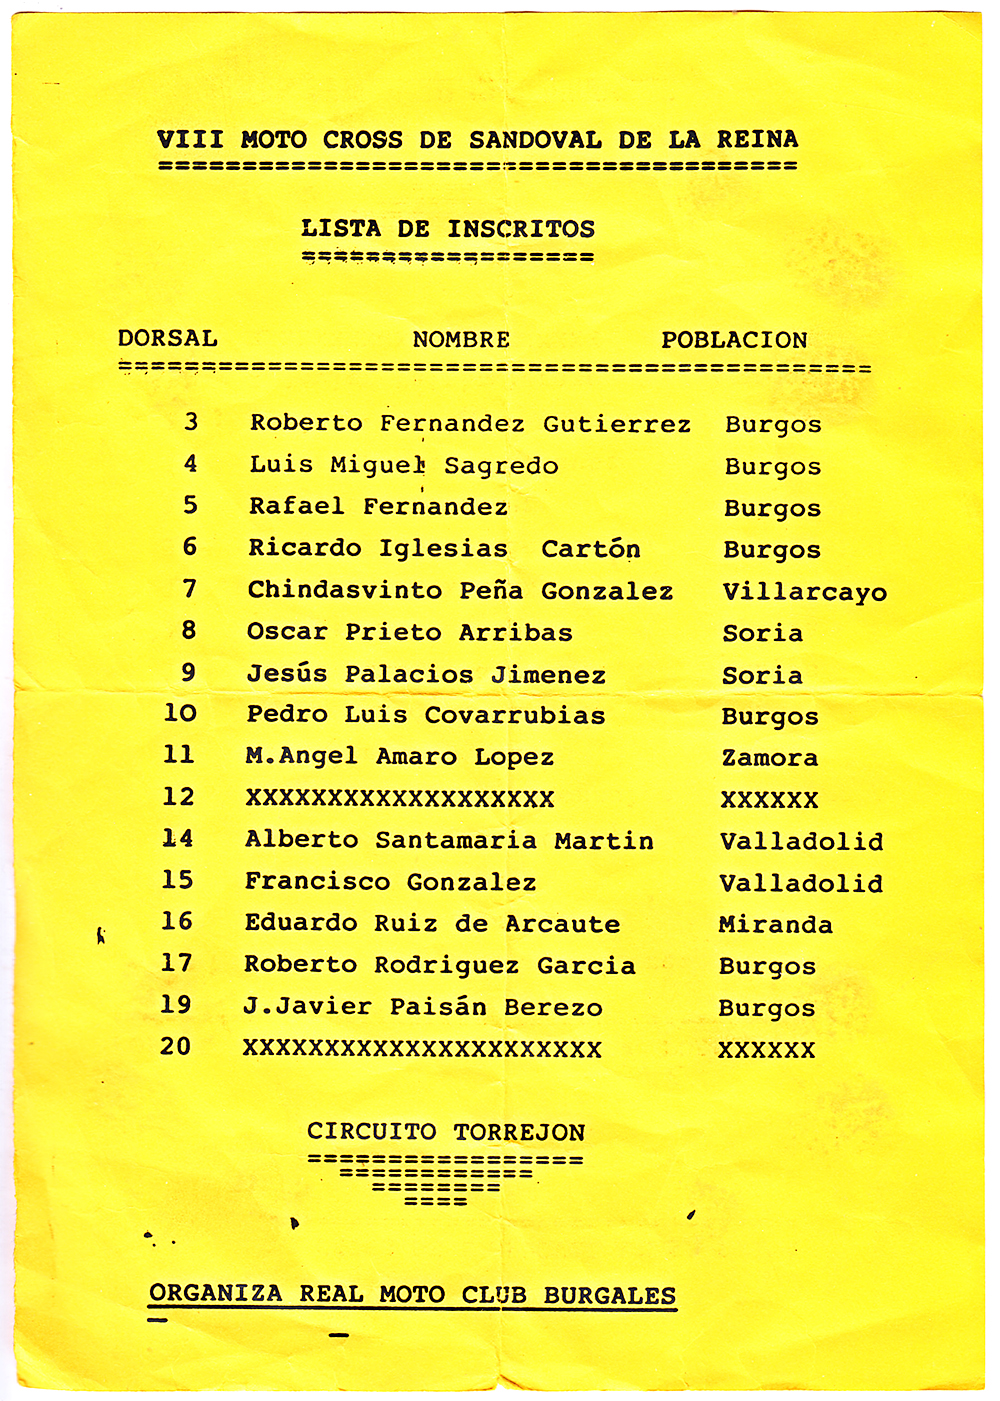 VIII MOTO CROSS DE SANDOVAL DE LA REINA
=======================================
LISTA DE INSCRITOS
==================
DORSAL NOMBRE POBLACION
===============================================
3 Roberto Fernandez Gutierrez Burgos
4 Luis Miguel Sagredo Burgos
5 Rafael Fernandez Burgos
6 Ricardo Iglesias Cartón Burgos
7 Chindasvinto Peña Gonzalez Villarcayo
8 Oscar Prieto Arribas Soria
9 Jesús Palacios Jimenez Soria
10 Pedro Luis Covarrubias Burgos
11 M.Angel Amaro Lopez Zamora
12 XXXXXXXXXXXXXXXXXXX XXXXXX
14 Alberto Santamaria Martin Valladolid
15 Francisco Gonzalez Valladolid
16 Eduardo Ruiz de Arcaute Miranda
17 Roberto Rodriguez Garcia Burgos
19 J.Javier Paisán Berezo Burgos
20 XXXXXXXXXXXXXXXXXXXXXX XXXXXX
CIRCUITO TORREJON
=================
============
========
====
ORGANIZA REAL MOTO CLUB BURGALES